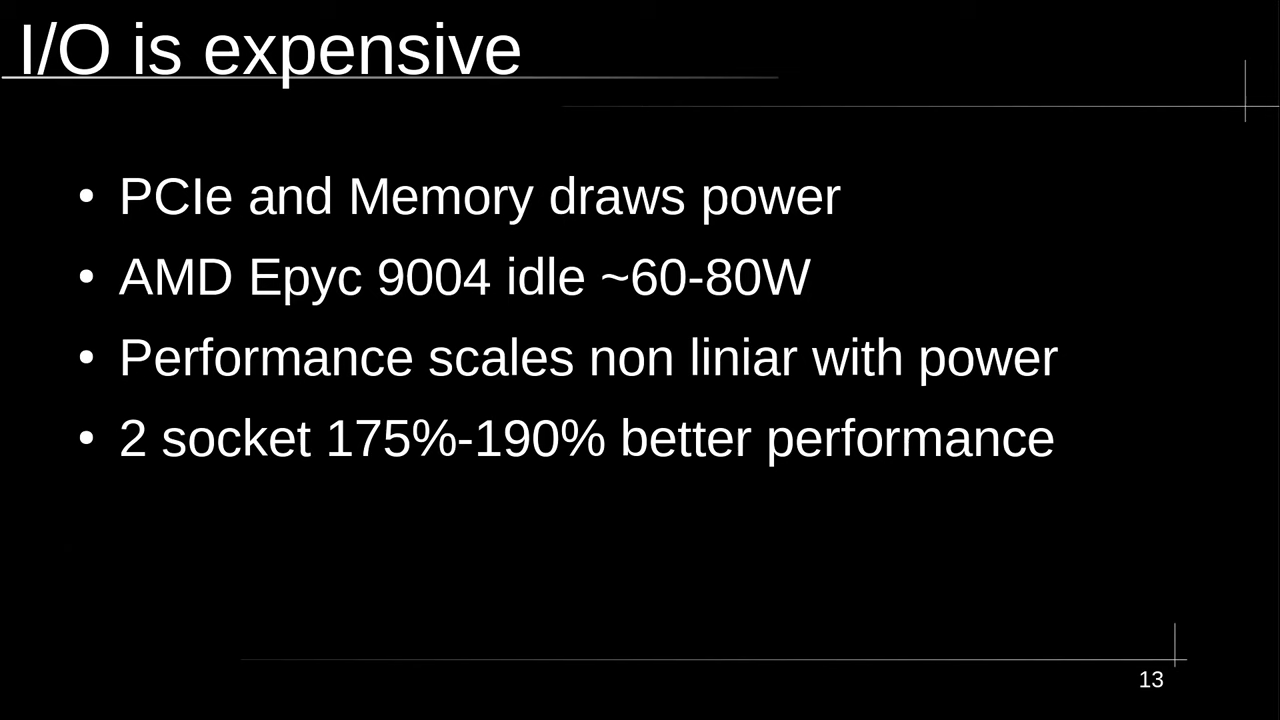 I/O is expensive
• PCIe and Memory draws power
• AMD Epyc 9004 idle ~60-80W
• Performance scales non liniar with power
• 2 socket 175%-190% better performance
13